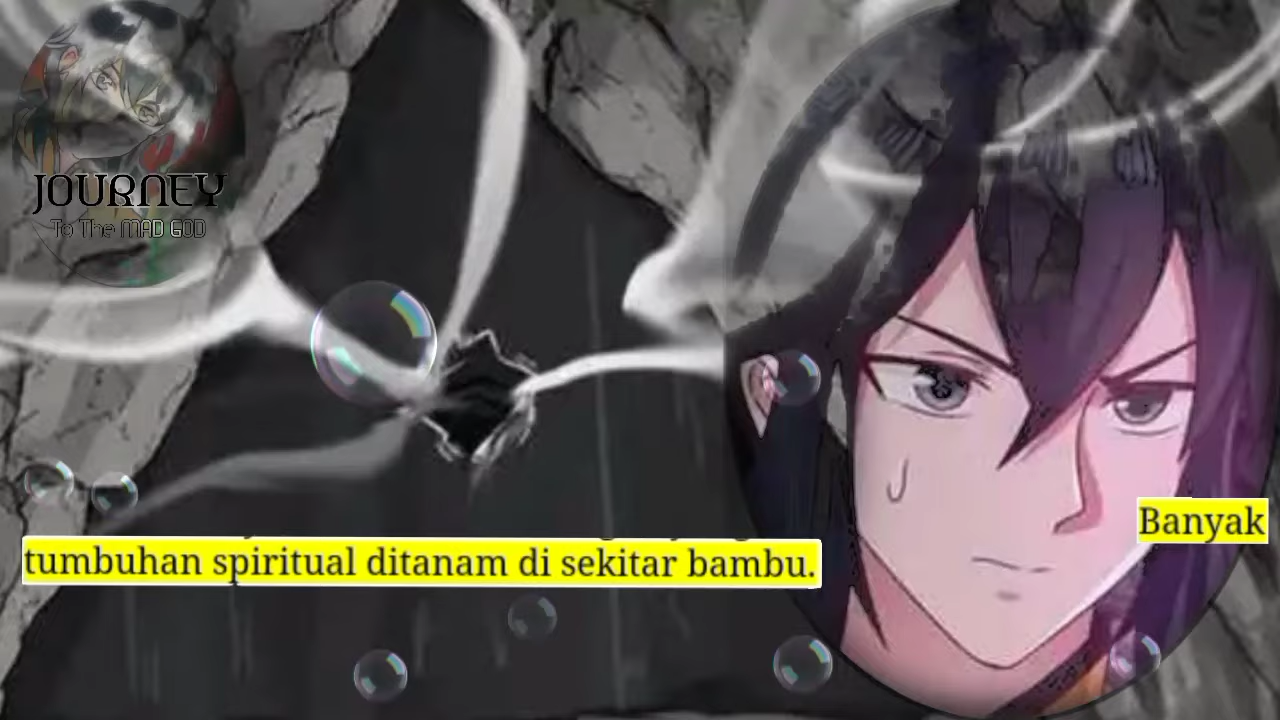 JOURNEY
To The MAD GOD
Banyak
tumbuhan spiritual ditanam di sekitar bambu.